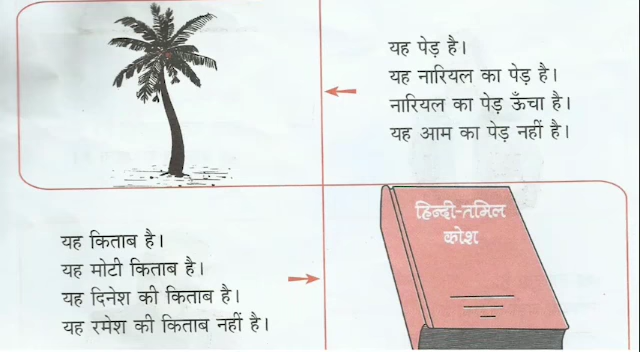 यह पेड़ है।
यह नारियल का पेड़ है।
नारियल का पेड़ ऊँचा है।
यह आम का पेड़ नहीं है।
हिन्दी-तमिल
कोश
यह किताब है।
यह मोटी किताब है।
यह दिनेश की किताब है।
यह रमेश की किताब नहीं है।